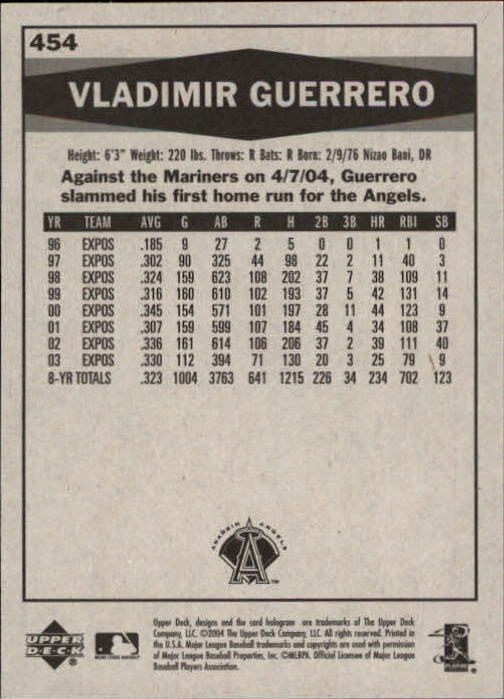 454
VLADIMIR GUERRERO
Height: 6'3" Weight: 220 lbs. Throws: R Bats: R Born: 2/9/76 Nizao Bani, DR
Against the Mariners on 4/7/04, Guerrero
slammed his first home run for the Angels.
YR TEAM AVG G AB R H 2B 3B HR RBI SB
96 EXPOS .185 9 27 2 5 0 0 1 1 0
97 EXPOS .302 90 325 44 98 22 2 11 40 3
98 EXPOS .324 159 623 108 202 37 7 38 109 11
99 EXPOS .316 160 610 102 193 37 5 42 131 14
00 EXPOS .345 154 571 101 197 28 11 44 123 9
01 EXPOS .307 159 599 107 184 45 4 34 108 37
02 EXPOS .336 161 614 106 206 37 2 39 111 40
03 EXPOS .330 112 394 71 130 20 3 25 79 9
8-YR TOTALS .323 1004 3763 641 1215 226 34 234 702 123
ANAHEIM ANGELS
A
TM
Upper Deck, designs and the card hologram are trademarks of The Upper Deck
Company, LLC. ©2004 The Upper Deck Company, LLC. All rights reserved. Printed in
the U.S.A. Major League Baseball trademarks and copyrights are used with permission
of Major League Baseball Properties, Inc. ©MLBPA. Official Licensee of Major League
Baseball Players Association.
UPPER
DECK